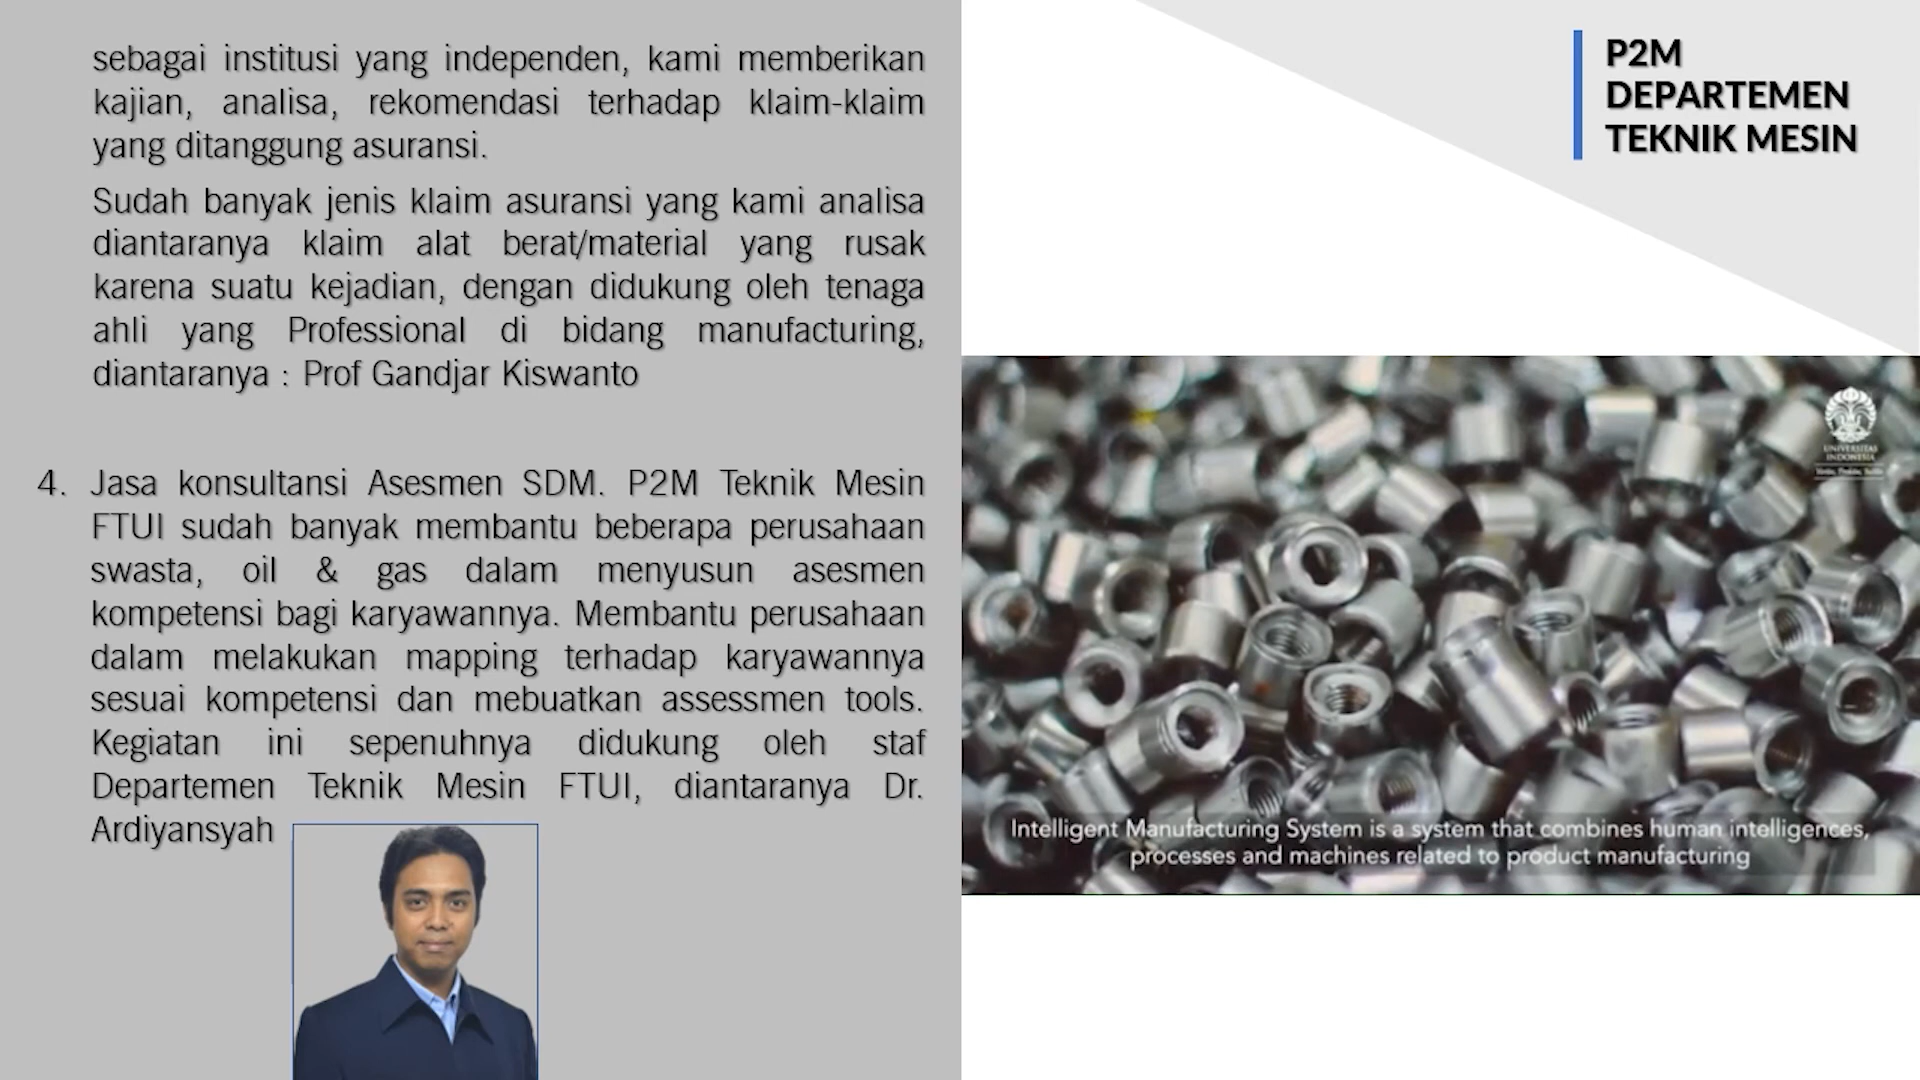 sebagai institusi yang independen, kami memberikan
kajian, analisa, rekomendasi terhadap klaim-klaim
yang ditanggung asuransi.
Sudah banyak jenis klaim asuransi yang kami analisa
diantaranya klaim alat berat/material yang rusak
karena suatu kejadian, dengan didukung oleh tenaga
ahli yang Professional di bidang manufacturing,
diantaranya : Prof Gandjar Kiswanto
4. Jasa konsultansi Asesmen SDM. P2M Teknik Mesin
FTUI sudah banyak membantu beberapa perusahaan
swasta, oil & gas dalam menyusun asesmen
kompetensi bagi karyawannya. Membantu perusahaan
dalam melakukan mapping terhadap karyawannya
sesuai kompetensi dan mebuatkan assessmen tools.
Kegiatan ini sepenuhnya didukung oleh staf
Departemen Teknik Mesin FTUI, diantaranya Dr.
Ardiyansyah
P2M
DEPARTEMEN
TEKNIK MESIN
UNIVERSITAS
INDONESIA
Intelligent Manufacturing System is a system that combines human intelligences,
processes and machines related to product manufacturing